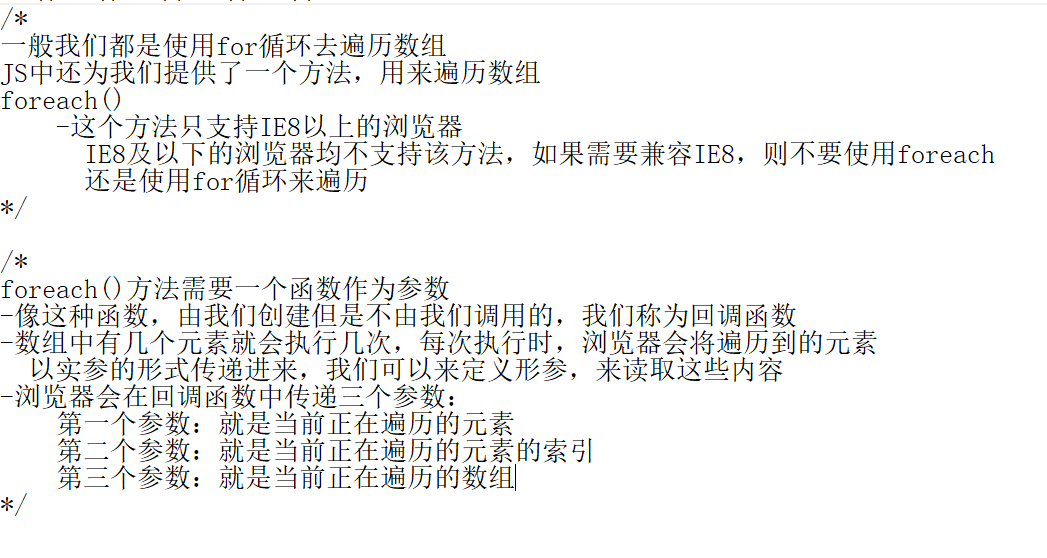 /*
一般我们都是使用for循环去遍历数组
JS中还为我们提供了一个方法，用来遍历数组
foreach()
-这个方法只支持IE8以上的浏览器
IE8及以下的浏览器均不支持该方法，如果需要兼容IE8，则不要使用foreach
还是使用for循环来遍历
*/
/*
foreach()方法需要一个函数作为参数
-像这种函数，由我们创建但是不由我们调用的，我们称为回调函数
-数组中有几个元素就会执行几次，每次执行时，浏览器会将遍历到的元素
以实参的形式传递进来，我们可以来定义形参，来读取这些内容
-浏览器会在回调函数中传递三个参数：
第一个参数：就是当前正在遍历的元素
第二个参数：就是当前正在遍历的元素的索引
第三个参数：就是当前正在遍历的数组
*/